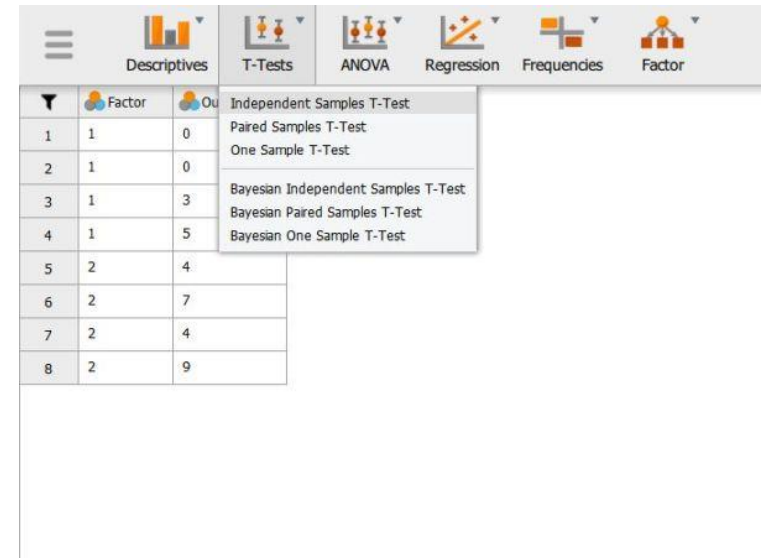 Descriptives T-Tests ANOVA Regression Frequencies Factor
Factor Ou
Independent Samples T-Test
Paired Samples T-Test
One Sample T-Test
Bayesian Independent Samples T-Test
Bayesian Paired Samples T-Test
Bayesian One Sample T-Test
1 1 0
2 1 0
3 1 3
4 1 5
5 2 4
6 2 7
7 2 4
8 2 9